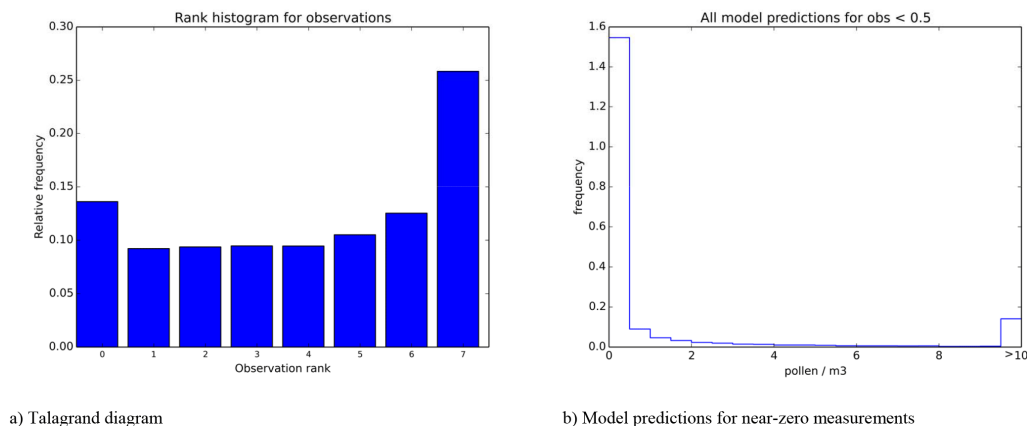 Rank histogram for observations
0.30
0.25
0.20
0.15
0.10
0.05
0.00
Relative frequency
0 1 2 3 4 5 6 7
Observation rank
All model predictions for obs < 0.5
1.6
1.4
1.2
1.0
0.8
0.6
0.4
0.2
0.0
frequency
0 2 4 6 8 >10
pollen / m3
a) Talagrand diagram
b) Model predictions for near-zero measurements